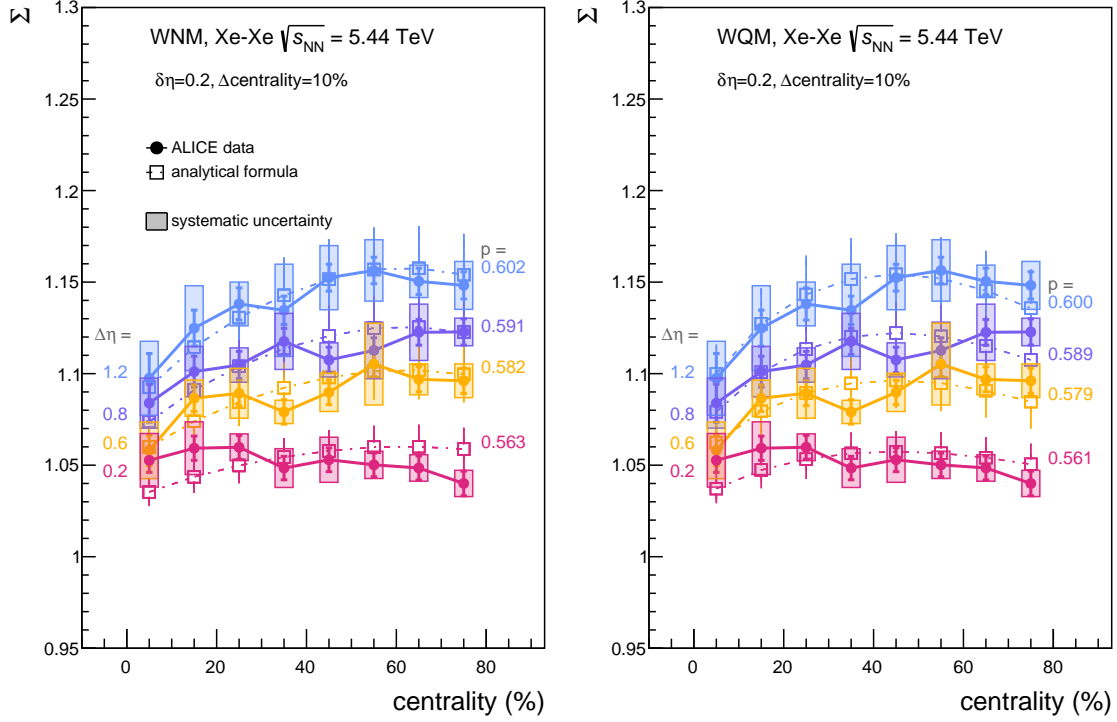 Σ
1.3
WNM, Xe-Xe √sNN = 5.44 TeV
δη=0.2, Δcentrality=10%
1.25
ALICE data
analytical formula
1.2
systematic uncertainty
p =
0.602
1.15
Δη =
0.591
1.2
1.1
0.582
0.8
0.6
0.563
0.2
1.05
1
0.95
0 20 40 60 80
centrality (%)
Σ
1.3
WQM, Xe-Xe √sNN = 5.44 TeV
δη=0.2, Δcentrality=10%
1.25
1.2
p =
1.15
0.600
Δη =
0.589
1.2
1.1
0.579
0.8
0.6
0.561
0.2
1.05
1
0.95
0 20 40 60 80
centrality (%)